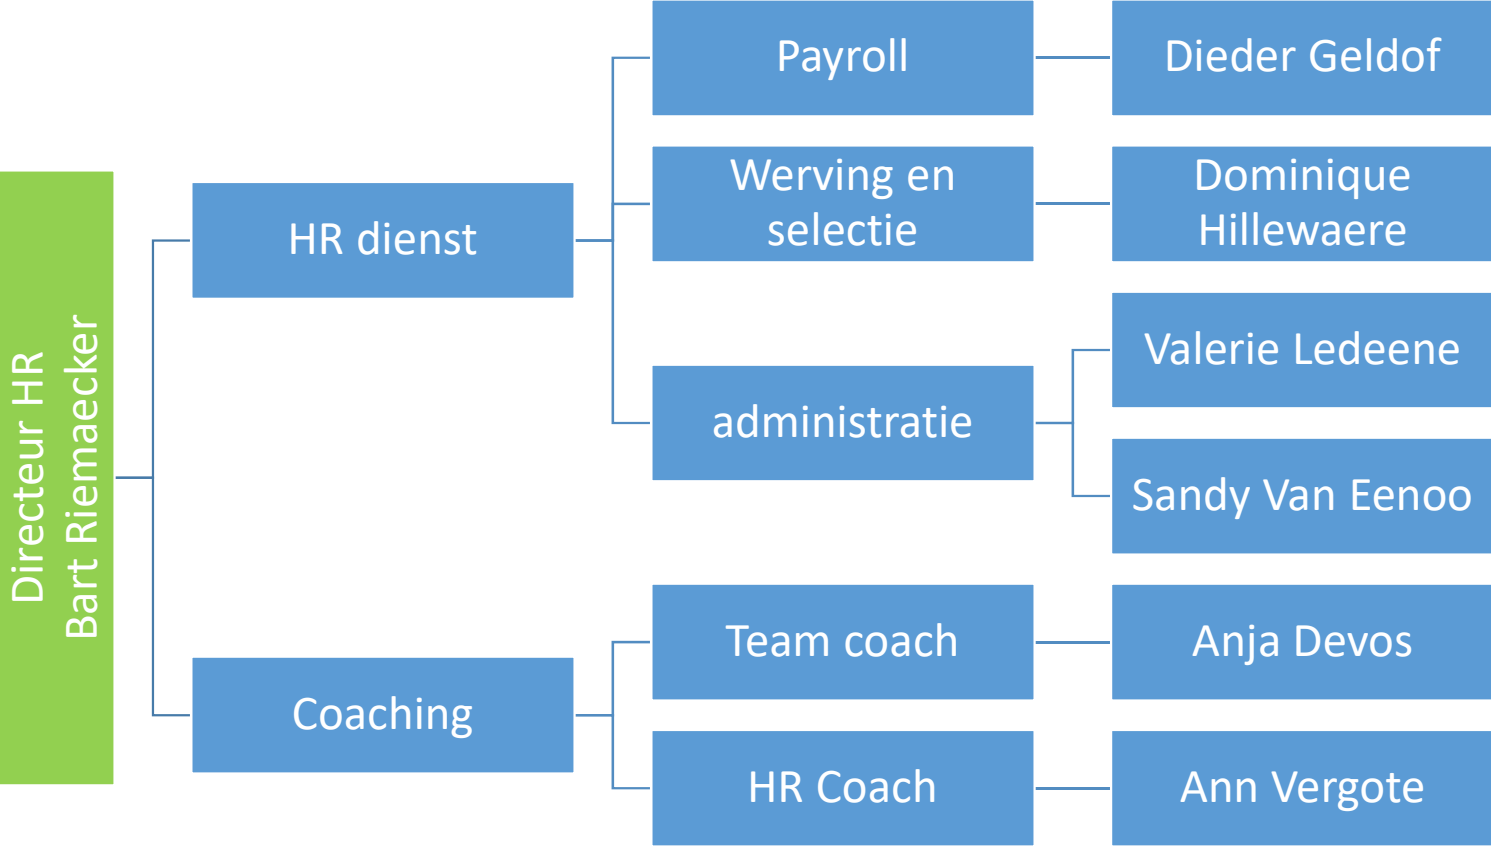 Directeur HR
Bart Riemaecker
HR dienst
Payroll
Dieder Geldof
Werving en
selectie
Dominique
Hillewaere
administratie
Valerie Ledeene
Sandy Van Eenoo
Coaching
Team coach
Anja Devos
HR Coach
Ann Vergote